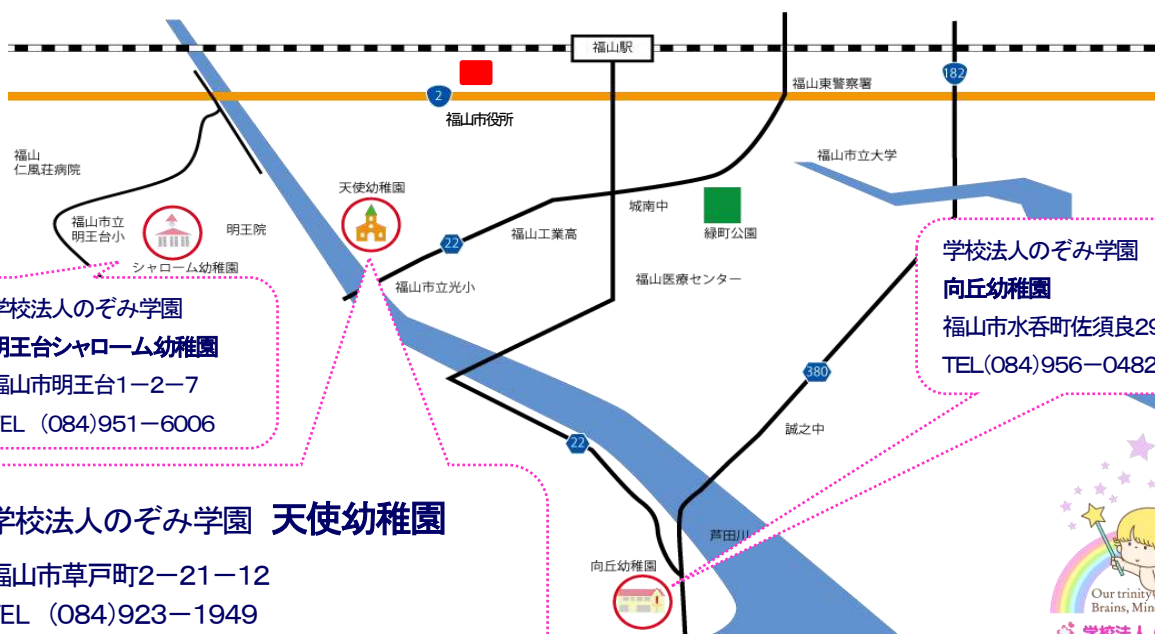 福山駅
182
福山東警察署
2
福山市役所
福山市立大学
福山
仁風荘病院
天使幼稚園
城南中
緑町公園
福山市立
明王台小
明王院
シャローム幼稚園
22
福山工業高
福山医療センター
福山市立光小
学校法人のぞみ学園
向丘幼稚園
福山市水呑町佐須良29
TEL(084)956－0482
学校法人のぞみ学園
明王台シャローム幼稚園
福山市明王台1－2－7
TEL (084)951－6006
380
誠之中
22
学校法人のぞみ学園 天使幼稚園
福山市草戸町2－21－12
TEL (084)923－1949
芦田川
向丘幼稚園
Our trinity
Brains, Min
学校法人